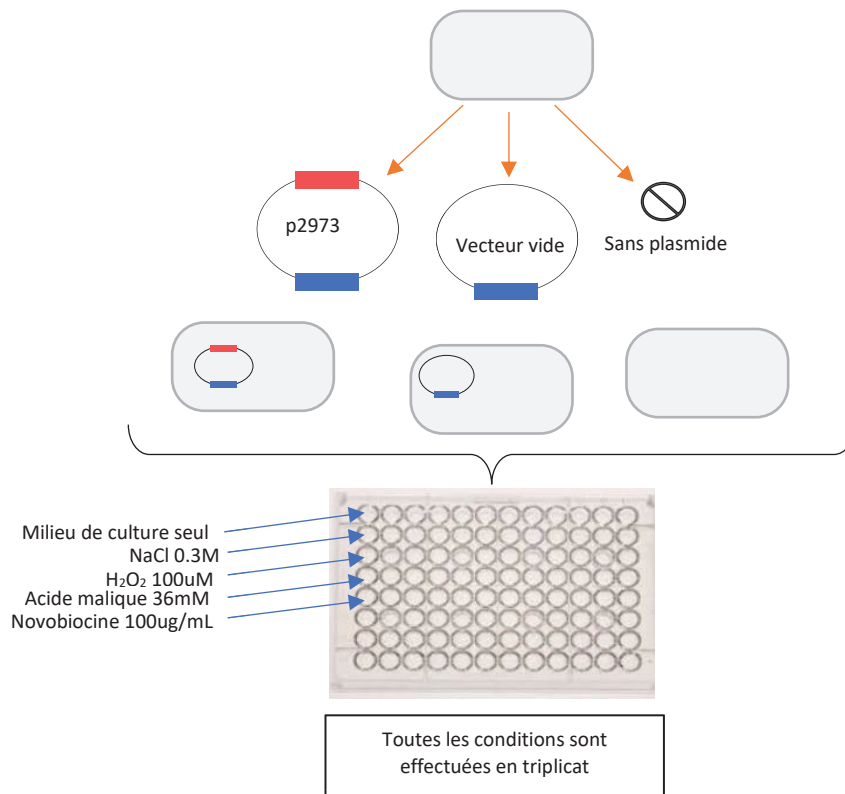 p2973
Vecteur vide
Sans plasmide
Milieu de culture seul
NaCl 0.3M
H₂O₂ 100uM
Acide malique 36mM
Novobiocine 100ug/mL
Toutes les conditions sont
effectuées en triplicat